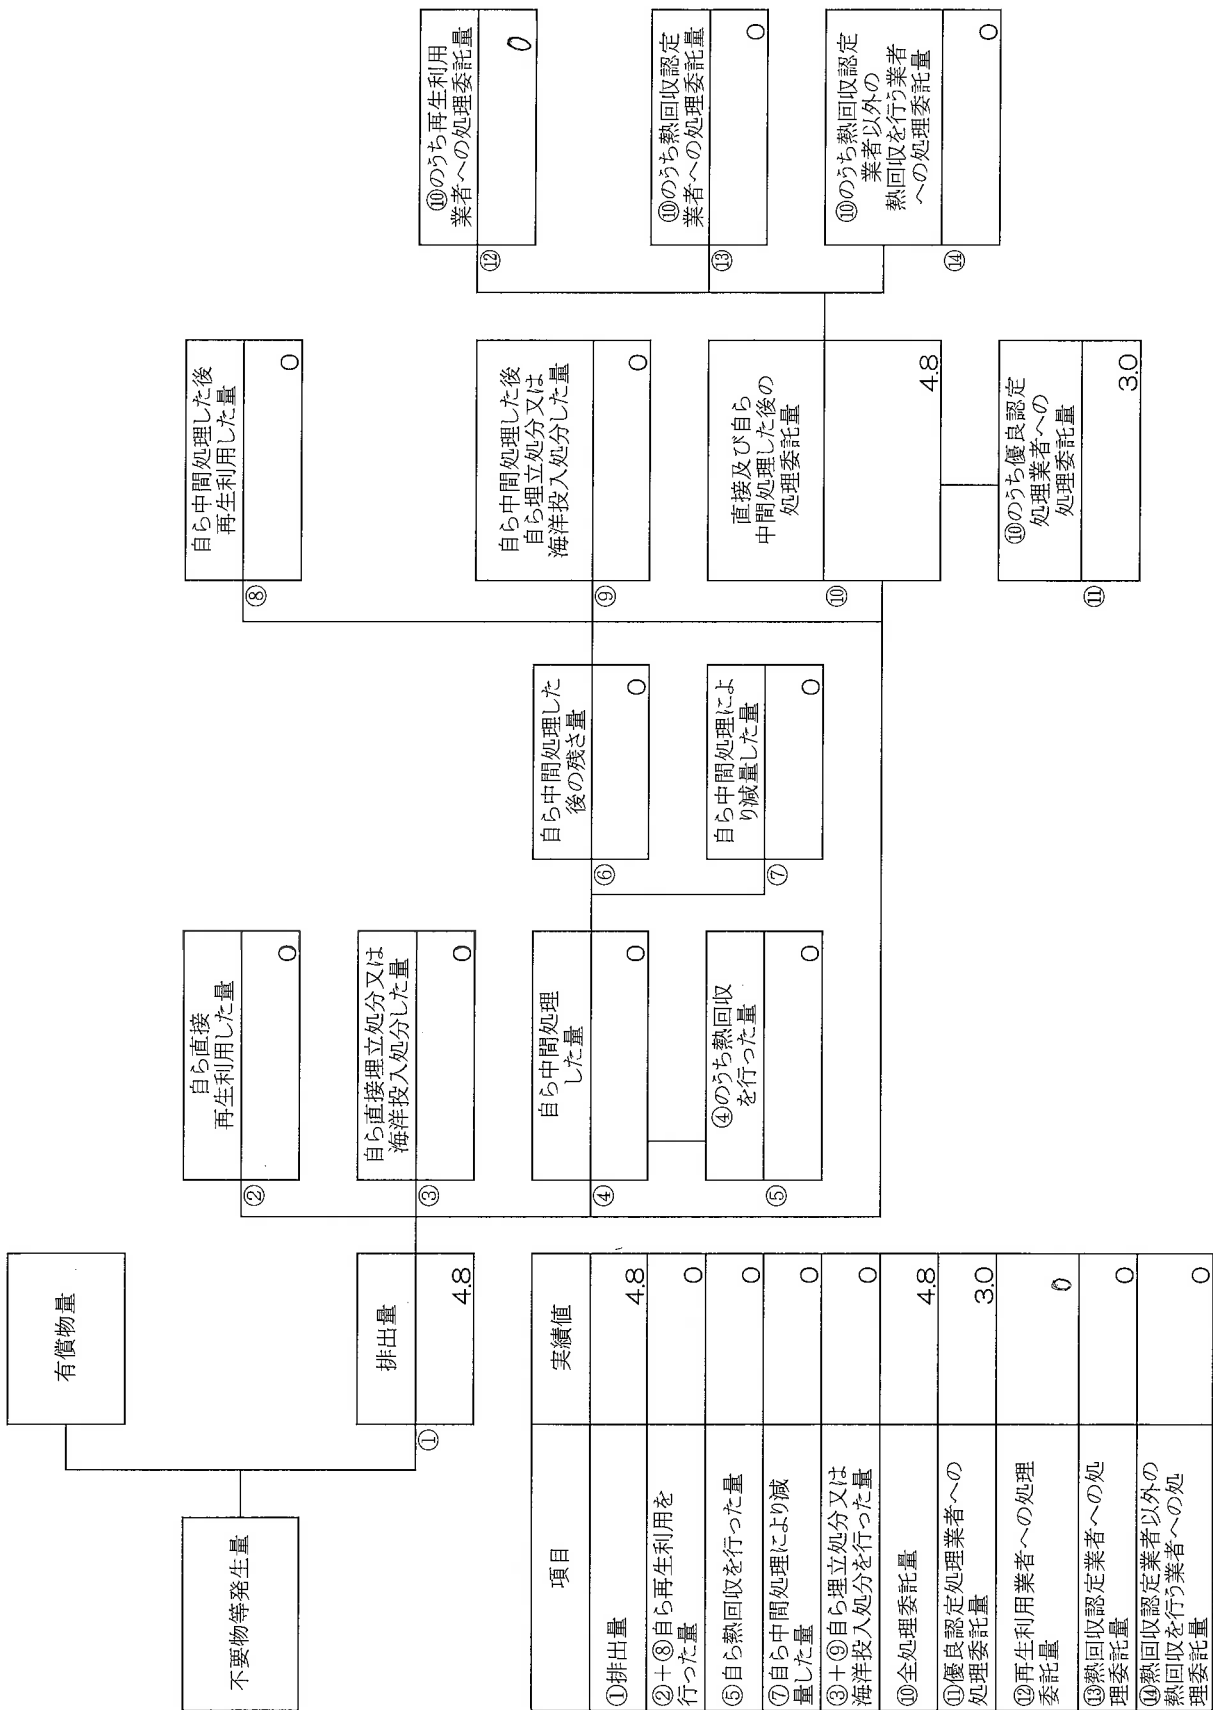 不要物等発生量
有償物量
排出量
①
4.8
自ら直接
再生利用した量
②
0
自ら直接埋立処分又は
海洋投入処分した量
③
0
自ら中間処理
した量
④
0
④のうち熱回収
を行った量
⑤
0
自ら中間処理した
後の残さ量
⑥
0
自ら中間処理によ
り減量した量
⑦
0
自ら中間処理した後
再生利用した量
⑧
0
自ら中間処理した後
自ら埋立処分又は
海洋投入処分した量
⑨
0
直接及び自ら
中間処理した後の
処理委託量
⑩
4.8
⑩のうち優良認定
処理業者への
処理委託量
⑪
3.0
⑩のうち再生利用
業者への処理委託量
⑫
0
⑩のうち熱回収認定
業者への処理委託量
⑬
0
⑩のうち熱回収認定
業者以外の
熱回収を行う業者
への処理委託量
⑭
0
項目 実績値
①排出量 4.8
②+⑧自ら再生利用を
行った量 0
⑤自ら熱回収を行った量 0
⑦自ら中間処理により減
量した量 0
③+⑨自ら埋立処分又は
海洋投入処分を行った量 0
⑩全処理委託量 4.8
⑪優良認定処理業者への
処理委託量 3.0
⑫再生利用業者への処理
委託量 0
⑬熱回収認定業者への処
理委託量 0
⑭熱回収認定業者以外の
熱回収を行う業者への処
理委託量 0